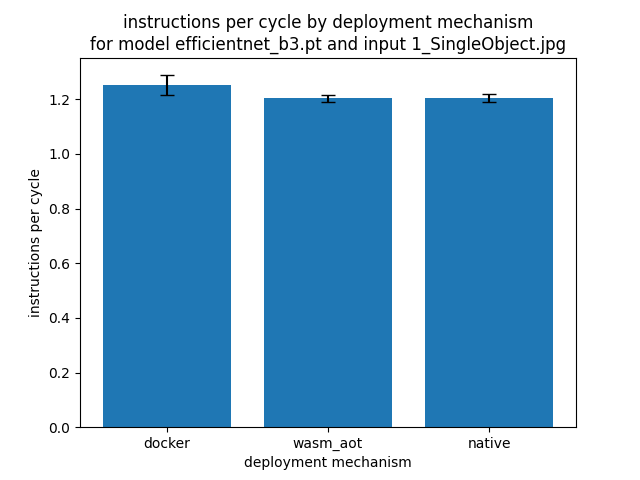 instructions per cycle by deployment mechanism
for model efficientnet_b3.pt and input 1_SingleObject.jpg
instructions per cycle
1.2
1.0
0.8
0.6
0.4
0.2
0.0
docker wasm_aot native
deployment mechanism